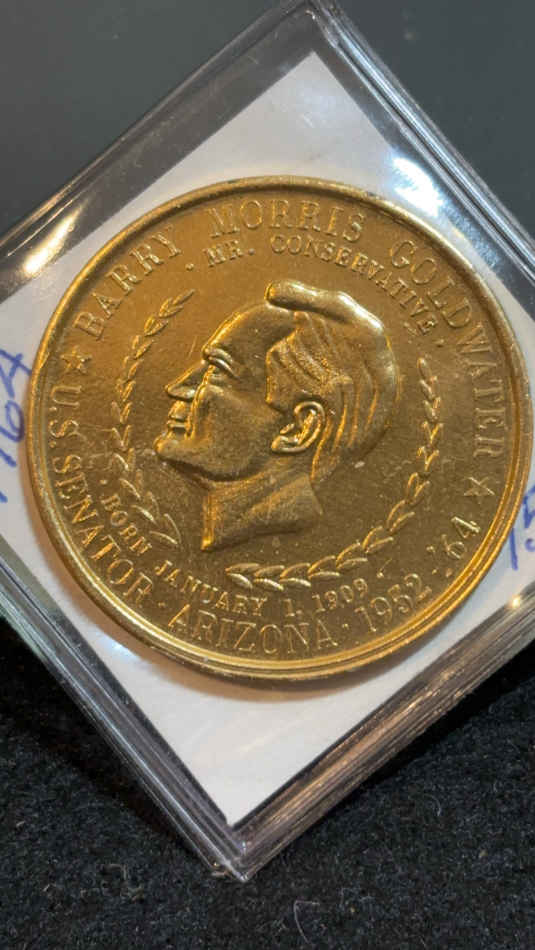 BARRY MORRIS GOLDWATER
· MR. CONSERVATIVE ·
· BORN JANUARY 1, 1909 ·
★ U.S. SENATOR · ARIZONA · 1952-'64 ★